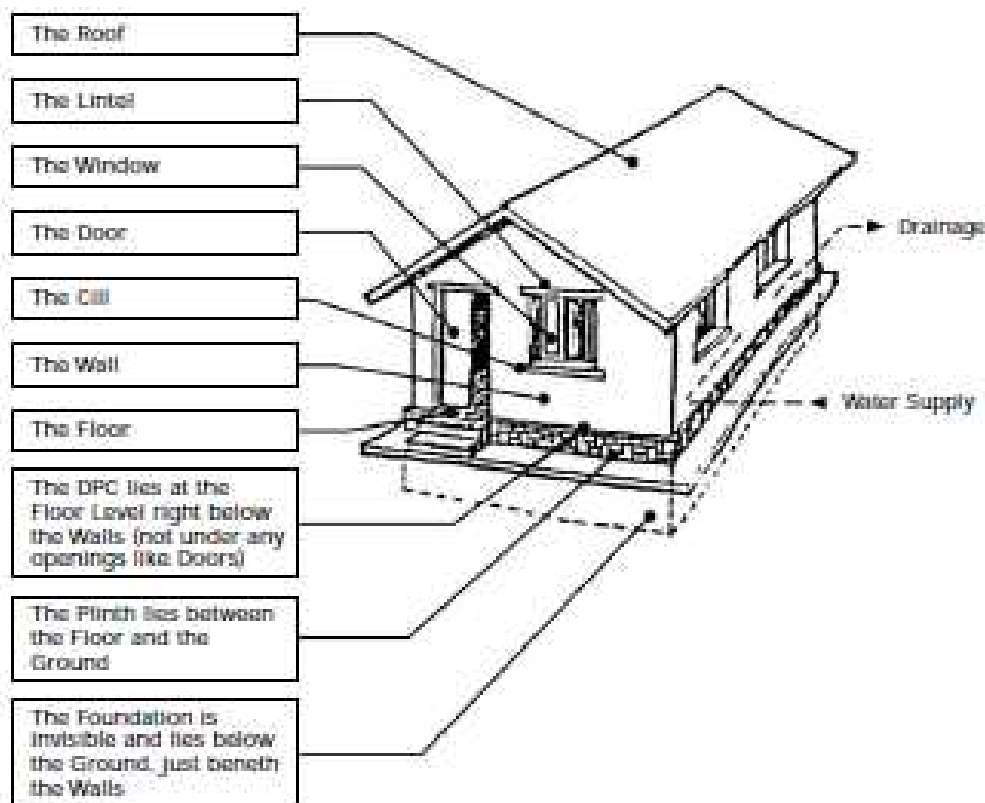 The Roof
The Lintel
The Window
The Door
The Cill
The Wall
The Floor
The DPC lies at the
Floor Level right below
the Walls (not under any
openings like Doors)
The Plinth lies between
the Floor and the
Ground
The Foundation is
invisible and lies below
the Ground, just beneth
the Walls
Drainage
Water Supply